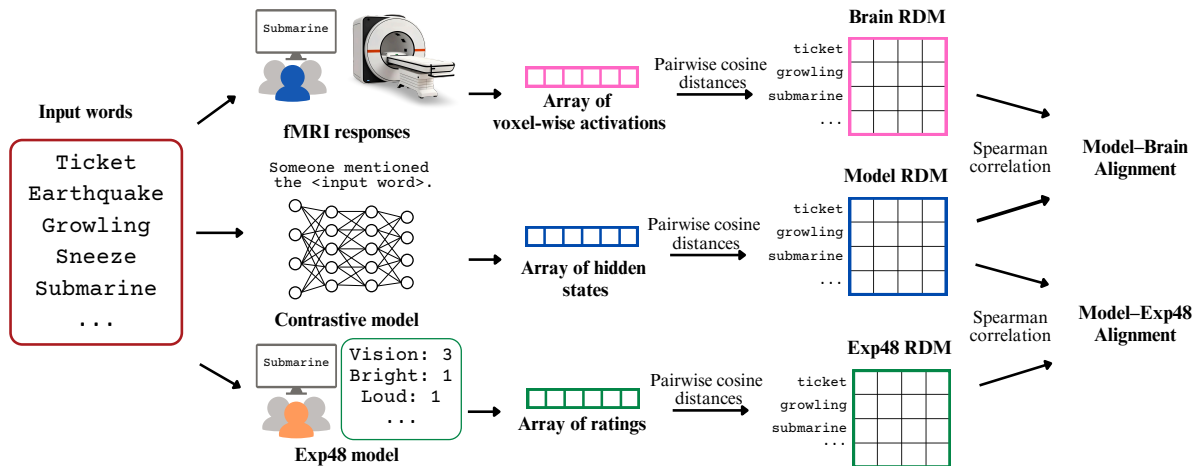 Input words
Ticket
Earthquake
Growling
Sneeze
Submarine
...
Submarine
fMRI responses
Array of
voxel-wise activations
Pairwise cosine
distances
Brain RDM
ticket
growling
submarine
...
Someone mentioned
the <input word>.
Contrastive model
Array of hidden
states
Pairwise cosine
distances
Model RDM
ticket
growling
submarine
...
Submarine
Vision: 3
Bright: 1
Loud: 1
...
Exp48 model
Array of ratings
Pairwise cosine
distances
Exp48 RDM
ticket
growling
submarine
...
Spearman
correlation
Model–Brain
Alignment
Spearman
correlation
Model–Exp48
Alignment